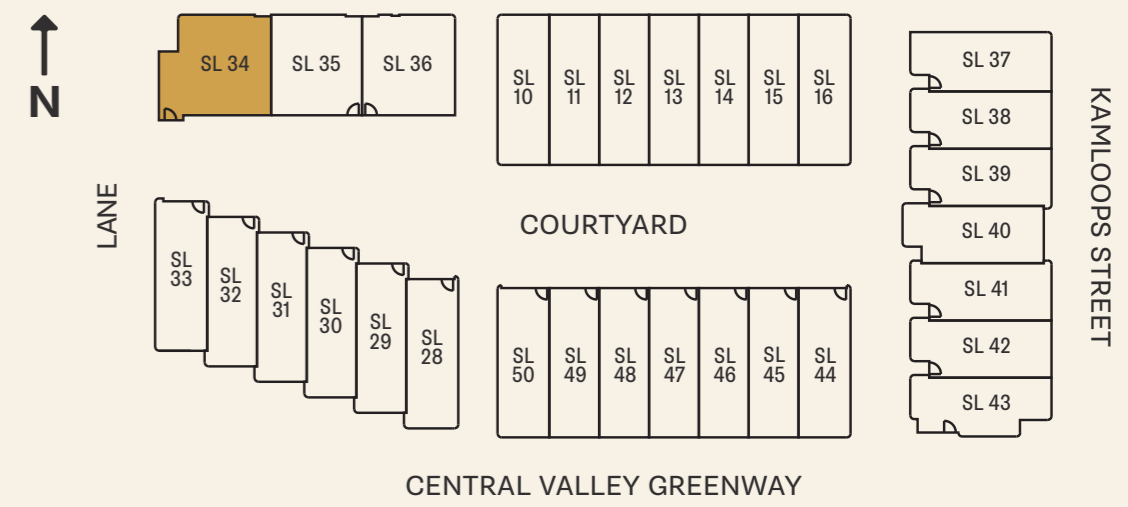 N
SL 34
SL 35
SL 36
SL
10
SL
11
SL
12
SL
13
SL
14
SL
15
SL
16
SL 37
SL 38
SL 39
SL 40
SL 41
SL 42
SL 43
KAMLOOPS STREET
LANE
COURTYARD
SL
33
SL
32
SL
31
SL
30
SL
29
SL
28
SL
50
SL
49
SL
48
SL
47
SL
46
SL
45
SL
44
CENTRAL VALLEY GREENWAY